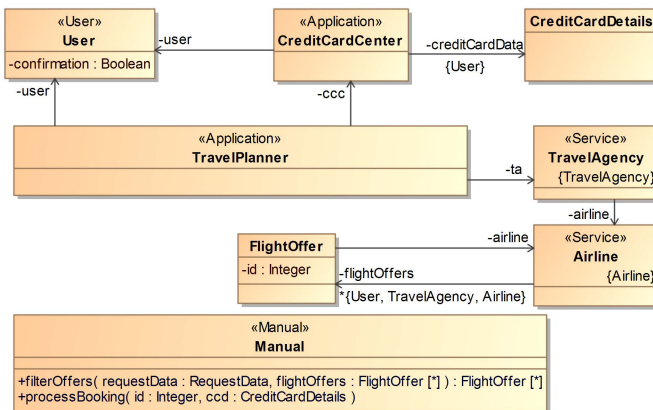 «User»
User
-confirmation : Boolean
-user
«Application»
CreditCardCenter
-creditCardData
{User}
CreditCardDetails
-user
-ccc
«Application»
TravelPlanner
-ta
«Service»
TravelAgency
{TravelAgency}
-airline
FlightOffer
-id : Integer
-airline
-flightOffers
*{User, TravelAgency, Airline}
«Service»
Airline
{Airline}
«Manual»
Manual
+filterOffers( requestData : RequestData, flightOffers : FlightOffer [*] ) : FlightOffer [*]
+processBooking( id : Integer, ccd : CreditCardDetails )